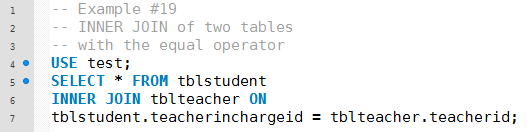 1 -- Example #19
2 -- INNER JOIN of two tables
3 -- with the equal operator
4 USE test;
5 SELECT * FROM tblstudent
6 INNER JOIN tblteacher ON
7 tblstudent.teacherinchargeid = tblteacher.teacherid;